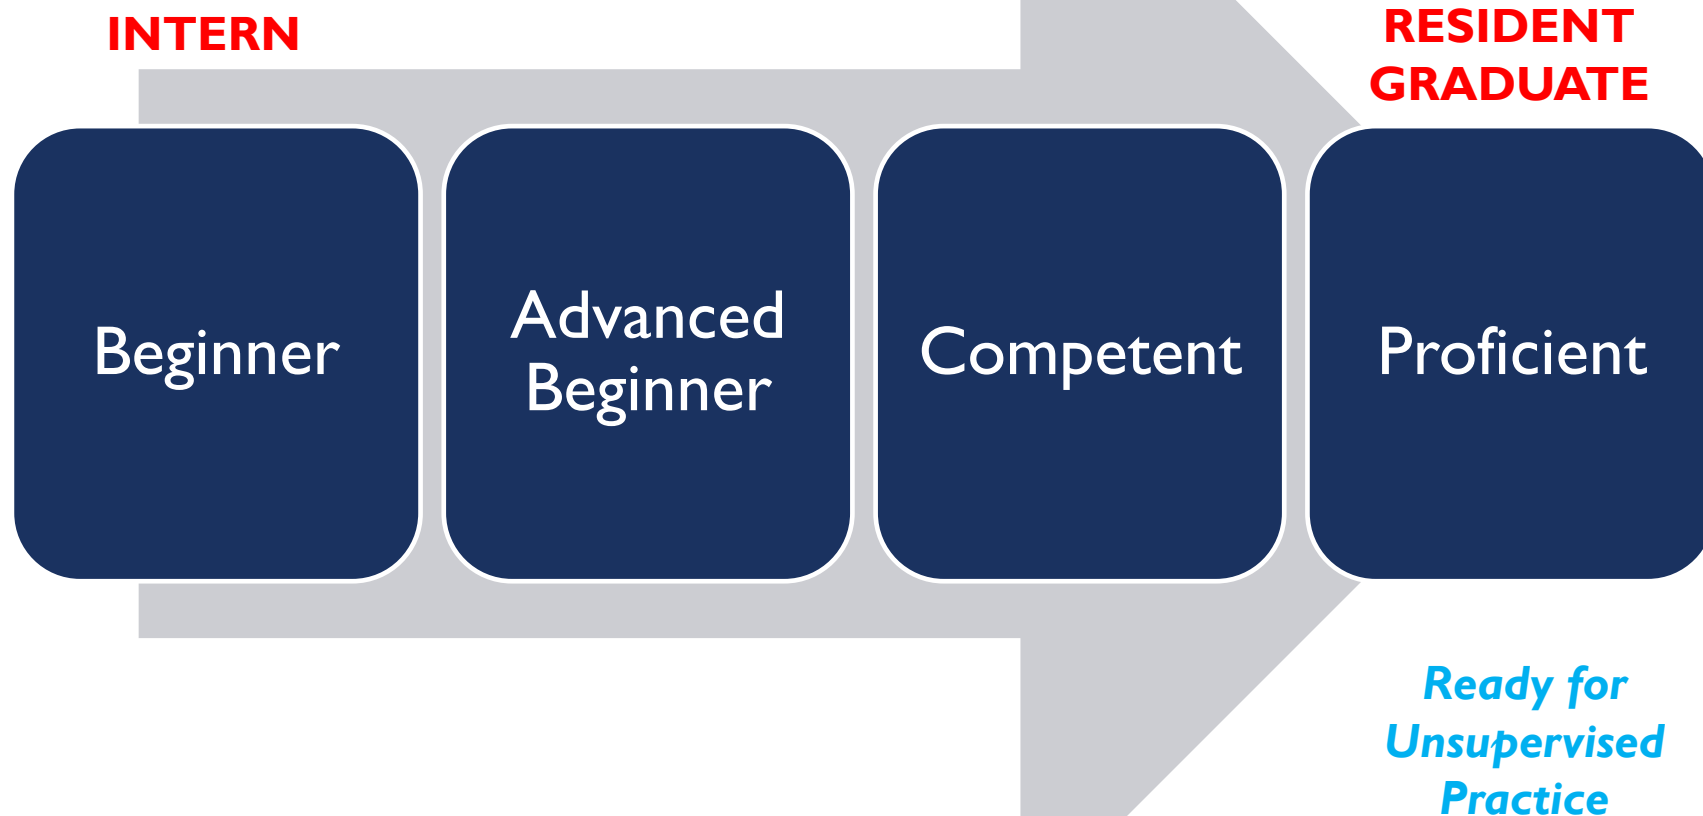 INTERN
RESIDENT
GRADUATE
Beginner
Advanced
Beginner
Competent
Proficient
Ready for
Unsupervised
Practice